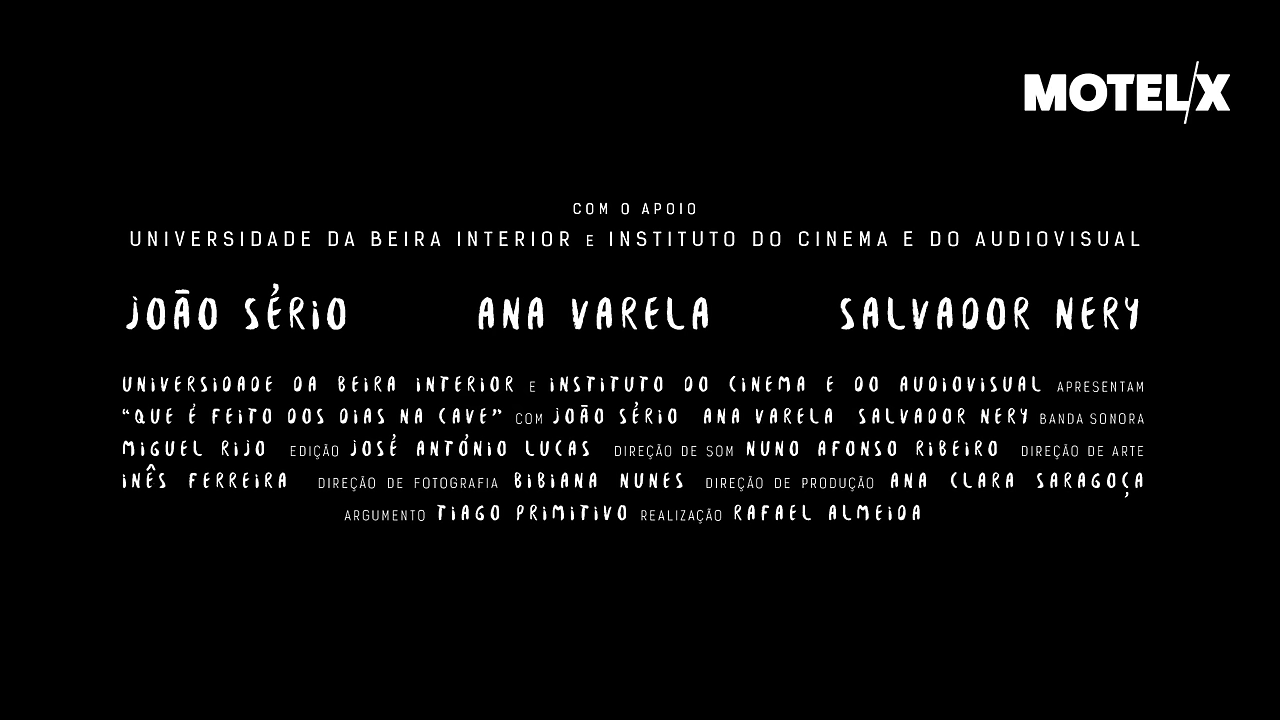 MOTEL/X
COM O APOIO
UNIVERSIDADE DA BEIRA INTERIOR E INSTITUTO DO CINEMA E DO AUDIOVISUAL
JOÃO SÉRIO ANA VARELA SALVADOR NERY
UNIVERSIDADE DA BEIRA INTERIOR E INSTITUTO DO CINEMA E DO AUDIOVISUAL APRESENTAM
“QUE É FEITO DOS DIAS NA CAVE” COM JOÃO SÉRIO ANA VARELA SALVADOR NERY BANDA SONORA
MIGUEL RIJO EDIÇÃO JOSÉ ANTÓNIO LUCAS DIREÇÃO DE SOM NUNO AFONSO RIBEIRO DIREÇÃO DE ARTE
INÊS FERREIRA DIREÇÃO DE FOTOGRAFIA BIBIANA NUNES DIREÇÃO DE PRODUÇÃO ANA CLARA SARAGOÇA
ARGUMENTO TIAGO PRIMITIVO REALIZAÇÃO RAFAEL ALMEIDA